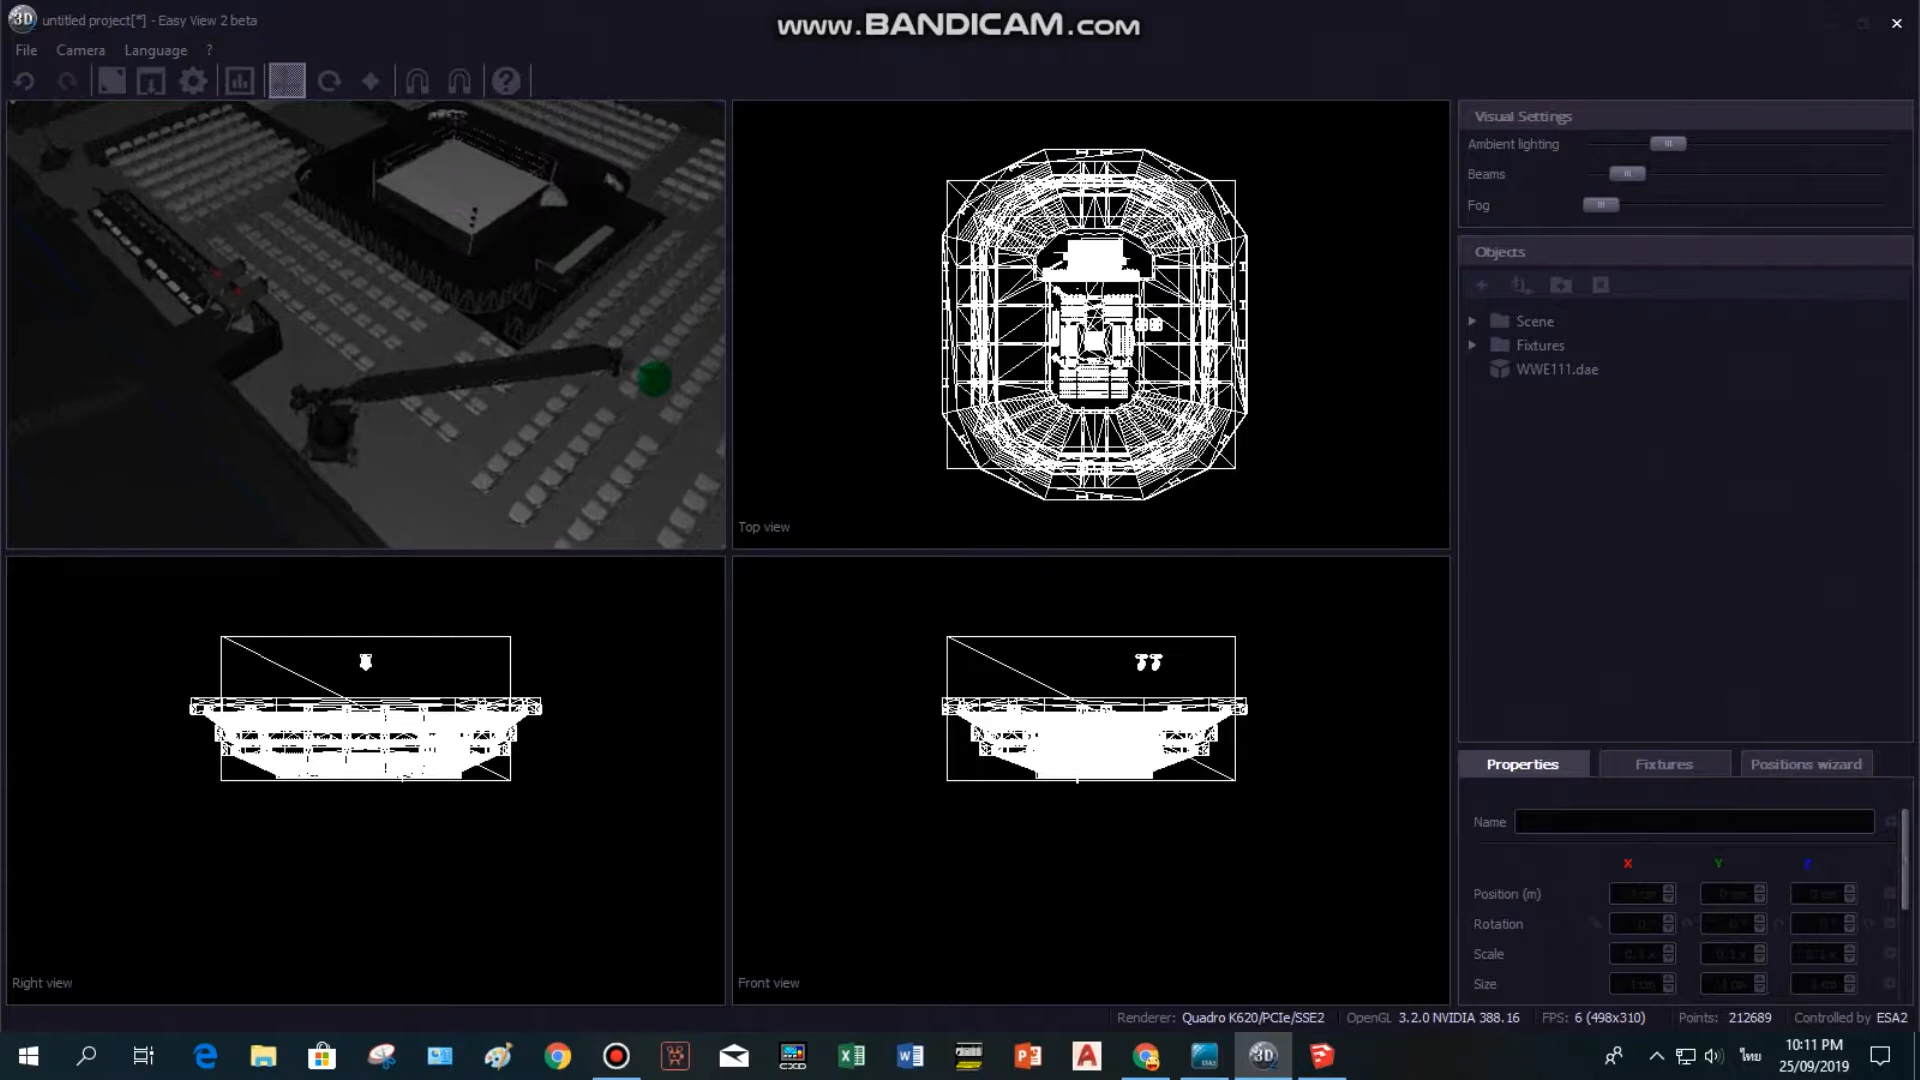 untitled project[*] - Easy View 2 beta
www.BANDICAM.com
File Camera Language ?
Visual Settings
Ambient lighting
Beams
Fog
Objects
Scene
Fixtures
WWE111.dae
Top view
Properties Fixtures Positions wizard
Name
X Y Z
Position (m)
Rotation
Scale
Size
Right view
Front view
Renderer: Quadro K620/PCIe/SSE2 OpenGL 3.2.0 NVIDIA 388.16 FPS: 6 (498x310) Points: 212689 Controlled by ESA2
ไทย
10:11 PM
25/09/2019